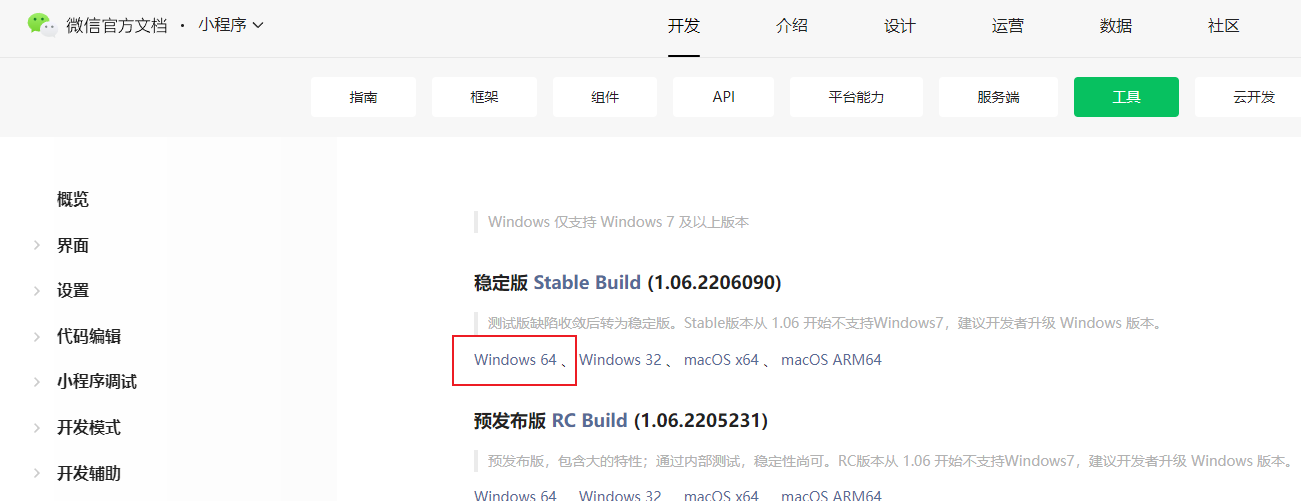 微信官方文档 · 小程序
开发 介绍 设计 运营 数据 社区
指南 框架 组件 API 平台能力 服务端 工具 云开发
概览
界面
设置
代码编辑
小程序调试
开发模式
开发辅助
Windows 仅支持 Windows 7 及以上版本
稳定版 Stable Build (1.06.2206090)
测试版缺陷收敛后转为稳定版。Stable版本从 1.06 开始不支持Windows7，建议开发者升级 Windows 版本。
Windows 64 、 Windows 32 、 macOS x64 、 macOS ARM64
预发布版 RC Build (1.06.2205231)
预发布版，包含大的特性；通过内部测试，稳定性尚可。RC版本从 1.06 开始不支持Windows7，建议开发者升级 Windows 版本。
Windows 64 、 Windows 32 、 macOS x64 、 macOS ARM64